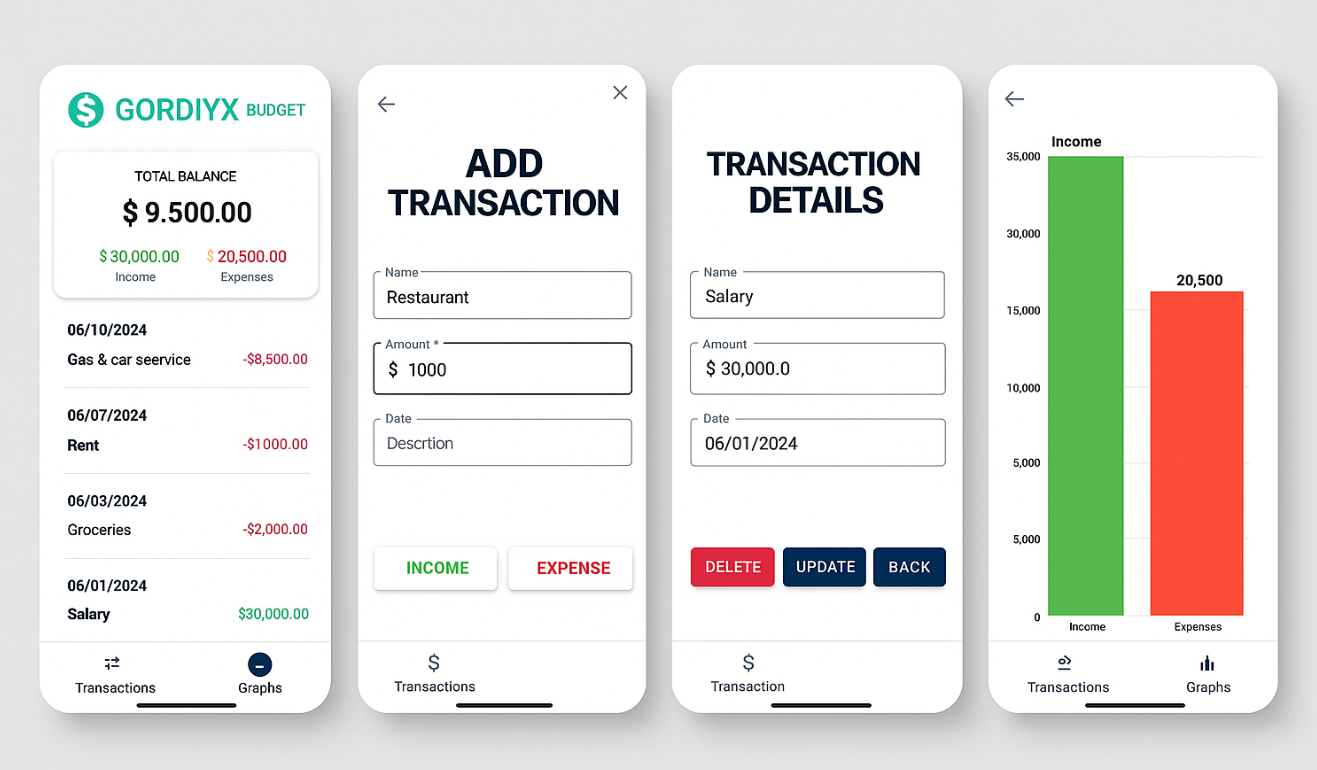 GORDIYX BUDGET
TOTAL BALANCE
$ 9.500.00
$ 30,000.00 $ 20,500.00
Income Expenses
06/10/2024
Gas & car seervice -$8,500.00
06/07/2024
Rent -$1000.00
06/03/2024
Groceries -$2,000.00
06/01/2024
Salary $30,000.00
Transactions Graphs
ADD
TRANSACTION
Name
Restaurant
Amount *
$ 1000
Date
Descrtion
INCOME EXPENSE
$
Transactions
TRANSACTION
DETAILS
Name
Salary
Amount
$ 30,000.0
Date
06/01/2024
DELETE UPDATE BACK
$
Transaction
Income
35,000
30,000
20,500
15,000
10,000
5,000
5,000
0
Income Expenses
Transactions Graphs